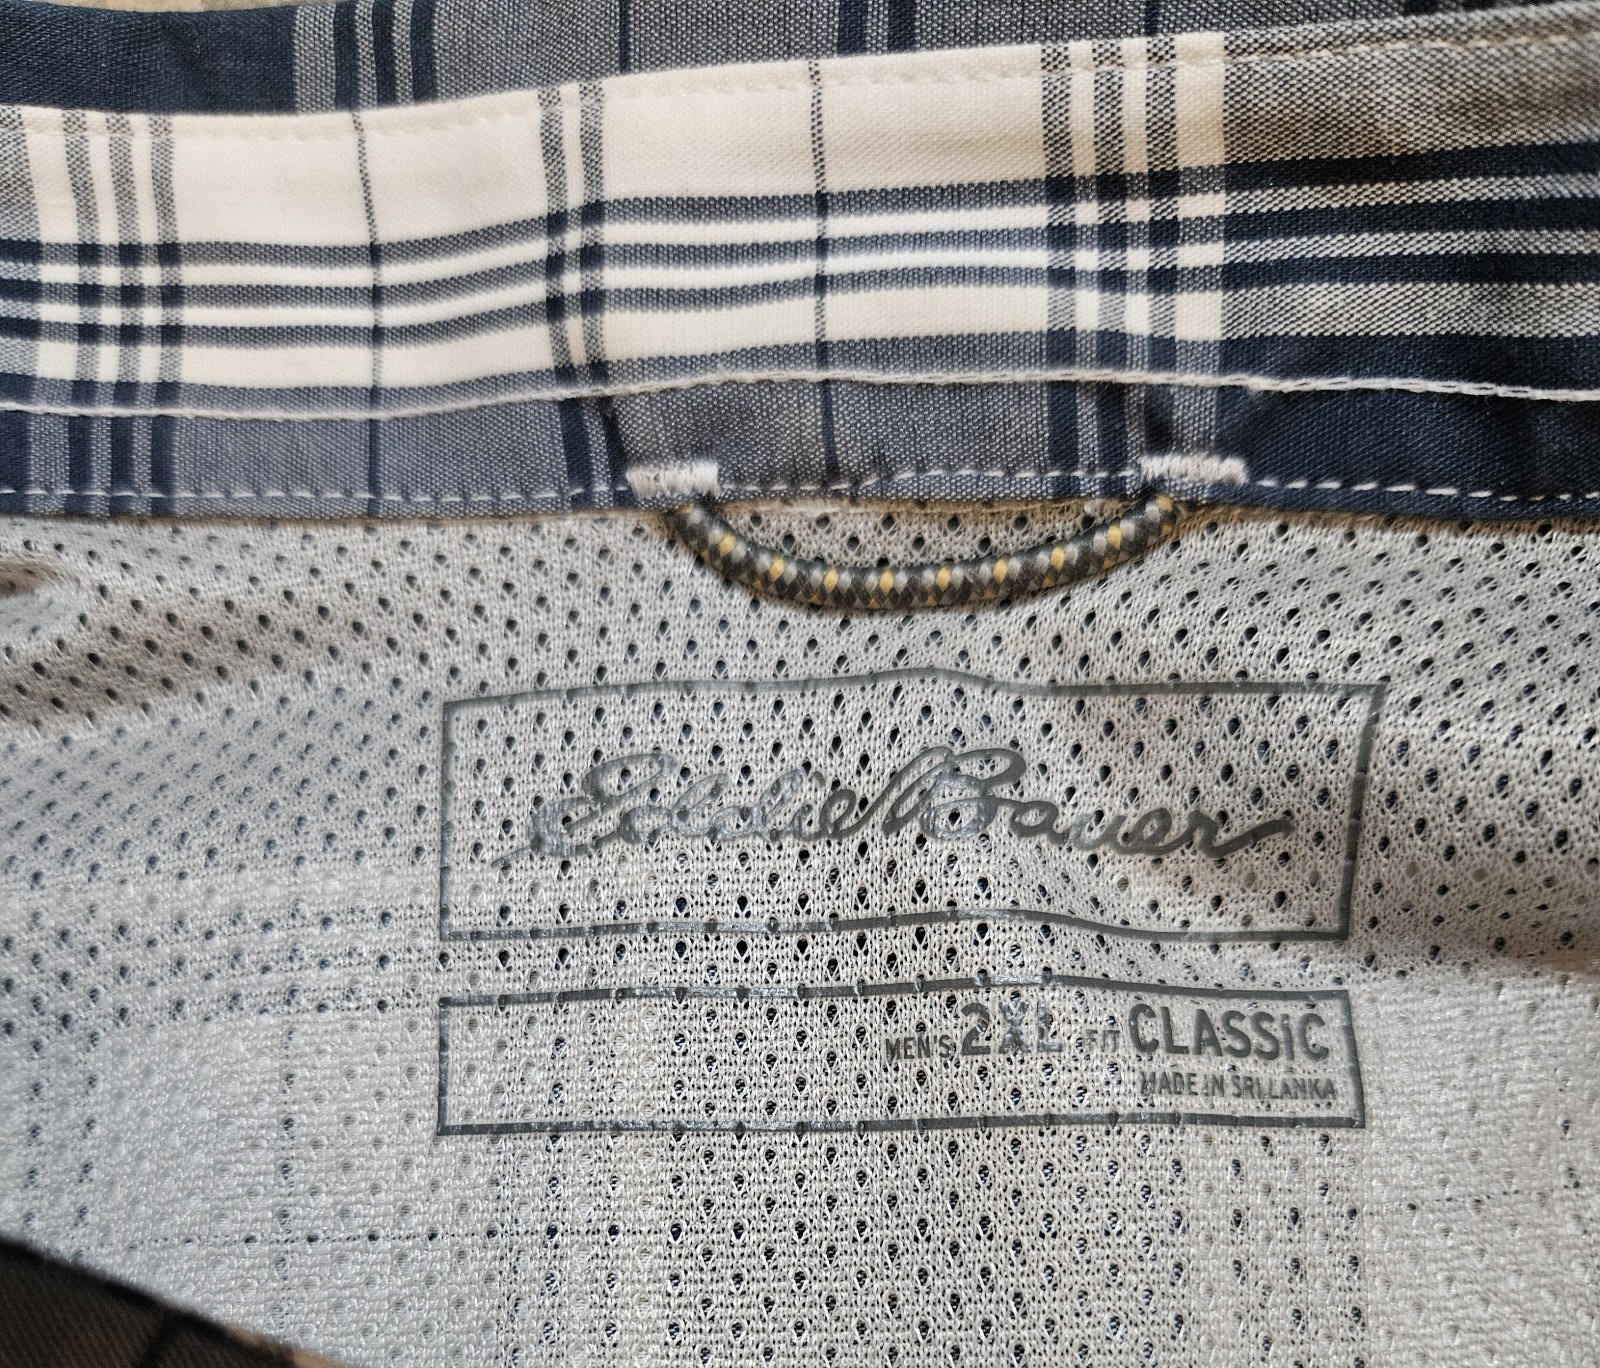 Eddie Bauer
MEN'S 2XL FIT CLASSIC
MADE IN SRI LANKA